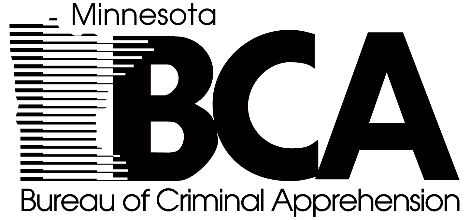 Minnesota
BCA
Bureau of Criminal Apprehension